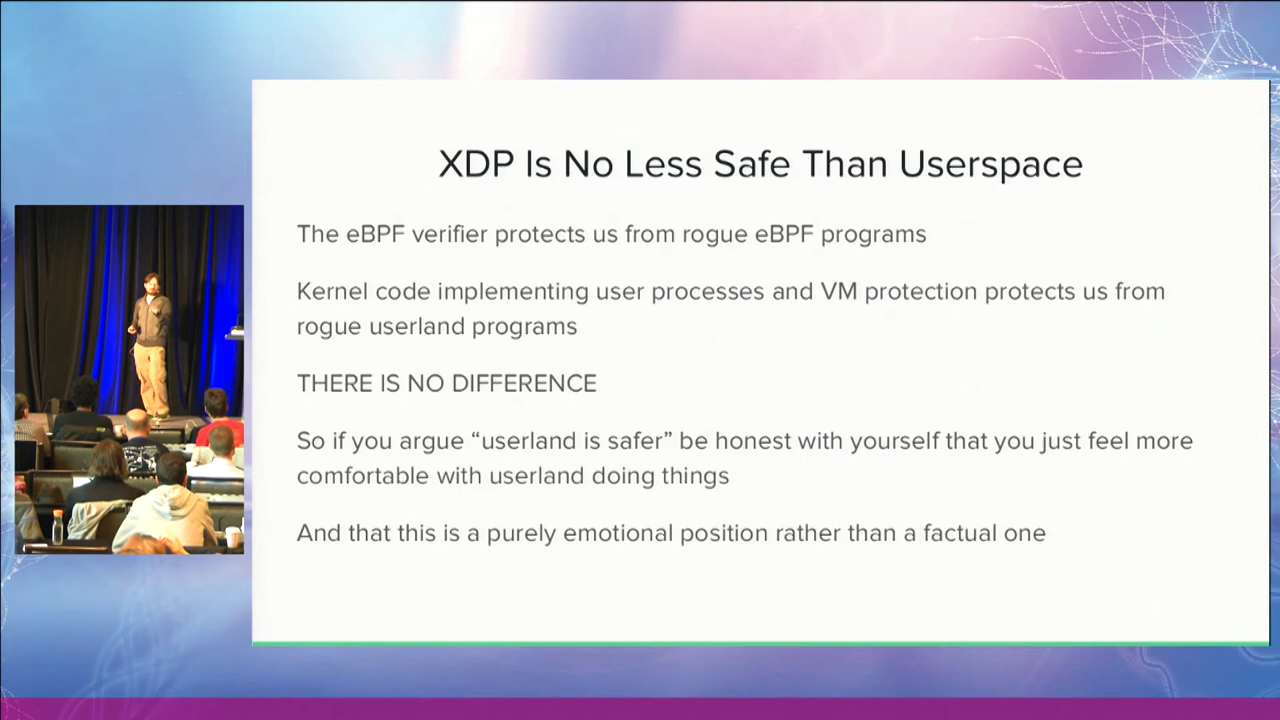 XDP Is No Less Safe Than Userspace
The eBPF verifier protects us from rogue eBPF programs
Kernel code implementing user processes and VM protection protects us from
rogue userland programs
THERE IS NO DIFFERENCE
So if you argue “userland is safer” be honest with yourself that you just feel more
comfortable with userland doing things
And that this is a purely emotional position rather than a factual one